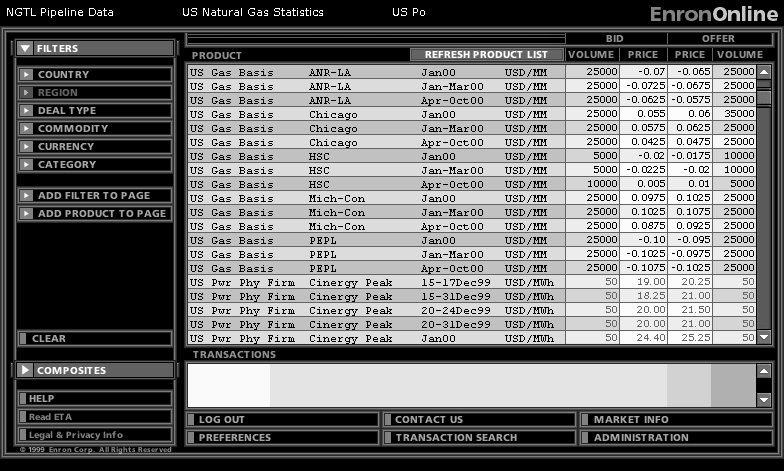 NGTL Pipeline Data US Natural Gas Statistics US Po
EnronOnline
FILTERS
COUNTRY
REGION
DEAL TYPE
COMMODITY
CURRENCY
CATEGORY
ADD FILTER TO PAGE
ADD PRODUCT TO PAGE
CLEAR
COMPOSITES
HELP
Read ETA
Legal & Privacy Info
© 1999 Enron Corp. All Rights Reserved
BID OFFER
PRODUCT REFRESH PRODUCT LIST VOLUME PRICE PRICE VOLUME
US Gas Basis ANR-LA Jan00 USD/MM 25000 -0.07 -0.065 25000
US Gas Basis ANR-LA Jan-Mar00 USD/MM 25000 -0.0725 -0.0675 25000
US Gas Basis ANR-LA Apr-Oct00 USD/MM 25000 -0.0625 -0.0575 25000
US Gas Basis Chicago Jan00 USD/MM 25000 0.055 0.06 35000
US Gas Basis Chicago Jan-Mar00 USD/MM 25000 0.0575 0.0625 25000
US Gas Basis Chicago Apr-Oct00 USD/MM 25000 0.0425 0.0475 25000
US Gas Basis HSC Jan00 USD/MM 5000 -0.02 -0.0175 10000
US Gas Basis HSC Jan-Mar00 USD/MM 5000 -0.0225 -0.02 10000
US Gas Basis HSC Apr-Oct00 USD/MM 10000 0.005 0.01 5000
US Gas Basis Mich-Con Jan00 USD/MM 25000 0.0975 0.1025 25000
US Gas Basis Mich-Con Jan-Mar00 USD/MM 25000 0.1025 0.1075 25000
US Gas Basis Mich-Con Apr-Oct00 USD/MM 25000 0.0875 0.0925 25000
US Gas Basis PEPL Jan00 USD/MM 25000 -0.10 -0.095 25000
US Gas Basis PEPL Jan-Mar00 USD/MM 25000 -0.1025 -0.0975 25000
US Gas Basis PEPL Apr-Oct00 USD/MM 25000 -0.1075 -0.1025 25000
US Pwr Phy Firm Cinergy Peak 15-17Dec99 USD/MWh 50 19.00 20.25 50
US Pwr Phy Firm Cinergy Peak 15-31Dec99 USD/MWh 50 18.25 21.00 50
US Pwr Phy Firm Cinergy Peak 20-24Dec99 USD/MWh 50 20.00 21.50 50
US Pwr Phy Firm Cinergy Peak 20-31Dec99 USD/MWh 50 20.00 21.00 50
US Pwr Phy Firm Cinergy Peak Jan00 USD/MWh 50 24.40 25.25 50
TRANSACTIONS
LOG OUT CONTACT US MARKET INFO
PREFERENCES TRANSACTION SEARCH ADMINISTRATION